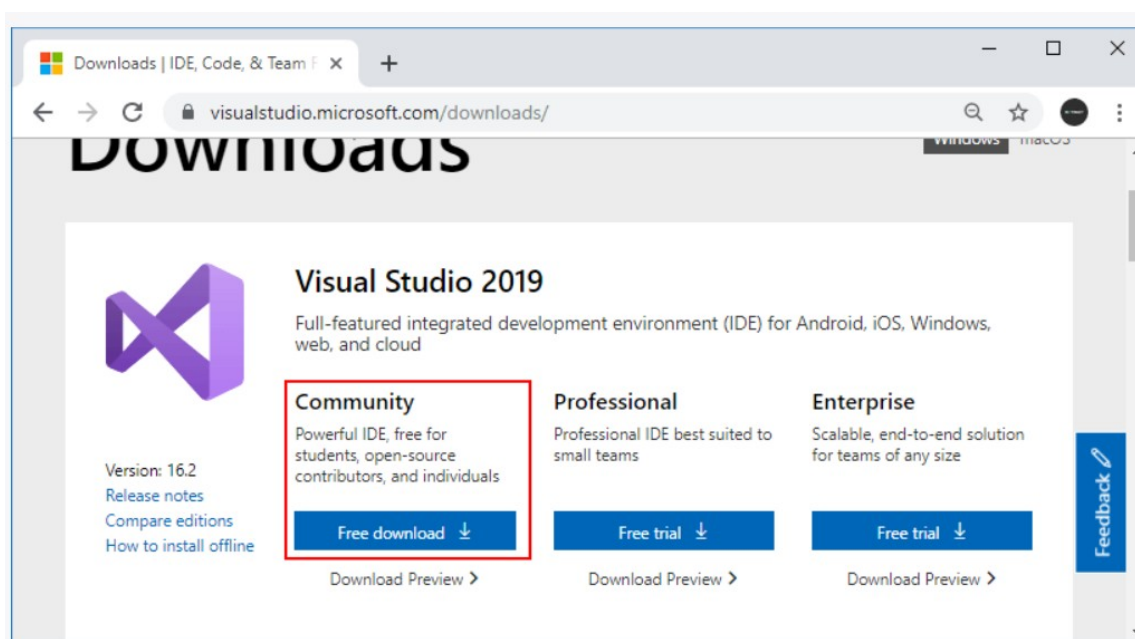 Downloads | IDE, Code, & Team F
visualstudio.microsoft.com/downloads/
Downloads
Windows macOS
Visual Studio 2019
Full-featured integrated development environment (IDE) for Android, iOS, Windows,
web, and cloud
Version: 16.2
Release notes
Compare editions
How to install offline
Community
Powerful IDE, free for
students, open-source
contributors, and individuals
Free download
Download Preview
Professional
Professional IDE best suited to
small teams
Free trial
Download Preview
Enterprise
Scalable, end-to-end solution
for teams of any size
Free trial
Download Preview
Feedback